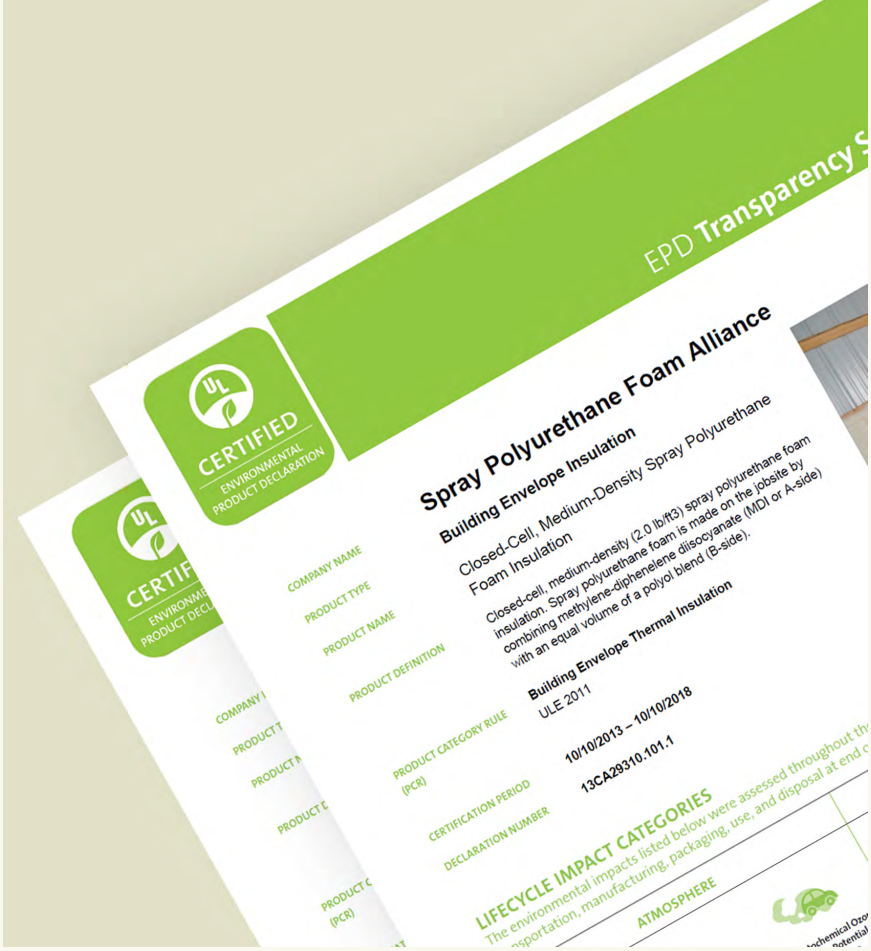 EPD Transparency
UL
CERTIFIED
ENVIRONMENTAL
PRODUCT DECLARATION
COMPANY NAME
Spray Polyurethane Foam Alliance
PRODUCT TYPE
Building Envelope Insulation
PRODUCT NAME
Closed-Cell, Medium-Density Spray Polyurethane
Foam Insulation
PRODUCT DEFINITION
Closed-cell, medium-density (2.0 lb/ft3) spray polyurethane foam
insulation. Spray polyurethane foam is made on the jobsite by
combining methylene-diphenelene diisocyanate (MDI or A-side)
with an equal volume of a polyol blend (B-side).
PRODUCT CATEGORY RULE
(PCR)
Building Envelope Thermal Insulation
ULE 2011
CERTIFICATION PERIOD
10/10/2013 – 10/10/2018
DECLARATION NUMBER
13CA29310.101.1
LIFECYCLE IMPACT CATEGORIES
The environmental impacts listed below were assessed throughout
manufacturing, packaging, use, and disposal at end
ATMOSPHERE
Potential
UL
PRODUCT
COMPANY
PRODUCT
PRODUCT
PRODUCT
PRODUCT
(PCR)